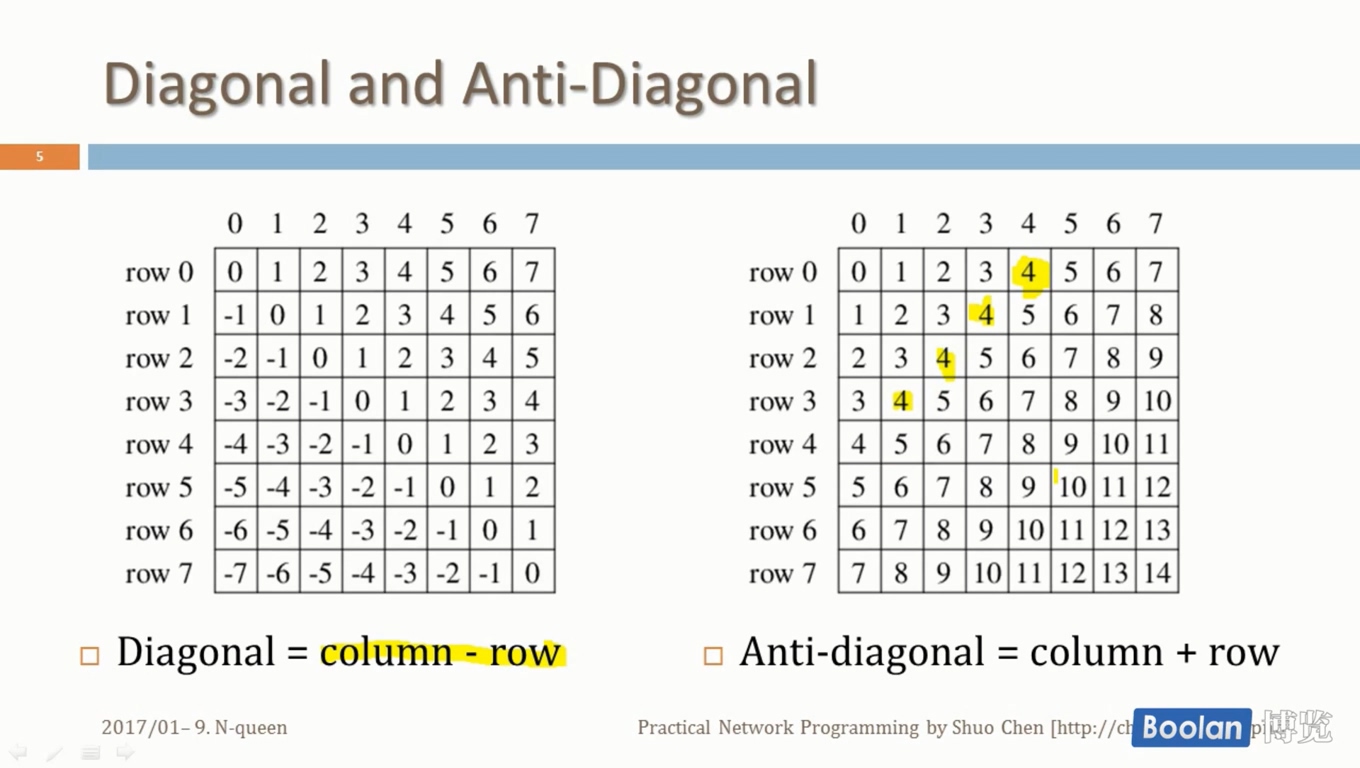 Diagonal and Anti-Diagonal
5
0 1 2 3 4 5 6 7
row 0 0 1 2 3 4 5 6 7
row 1 -1 0 1 2 3 4 5 6
row 2 -2 -1 0 1 2 3 4 5
row 3 -3 -2 -1 0 1 2 3 4
row 4 -4 -3 -2 -1 0 1 2 3
row 5 -5 -4 -3 -2 -1 0 1 2
row 6 -6 -5 -4 -3 -2 -1 0 1
row 7 -7 -6 -5 -4 -3 -2 -1 0
Diagonal = column - row
0 1 2 3 4 5 6 7
row 0 0 1 2 3 4 5 6 7
row 1 1 2 3 4 5 6 7 8
row 2 2 3 4 5 6 7 8 9
row 3 3 4 5 6 7 8 9 10
row 4 4 5 6 7 8 9 10 11
row 5 5 6 7 8 9 10 11 12
row 6 6 7 8 9 10 11 12 13
row 7 7 8 9 10 11 12 13 14
Anti-diagonal = column + row
2017/01– 9. N-queen
Practical Network Programming by Shuo Chen
Boolan 博览